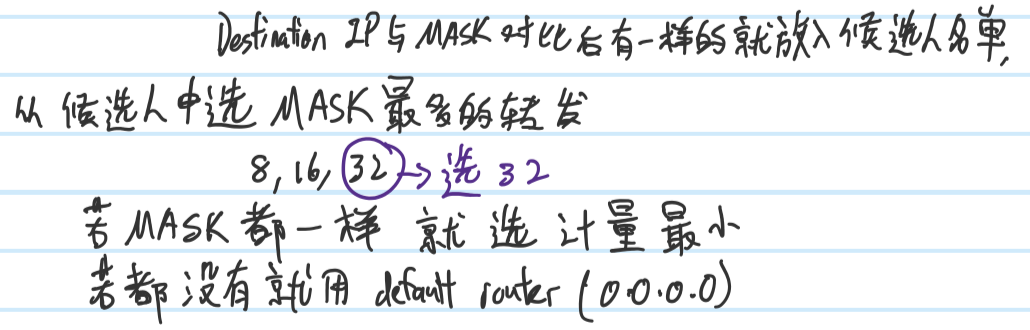 Destination IP与MASK对比后有一样的就放入候选人名单,
从候选人中选MASK最多的转发
8, 16, 32 → 选 32
若MASK都一样 就选计量最小
若都没有就用 default router (0.0.0.0)